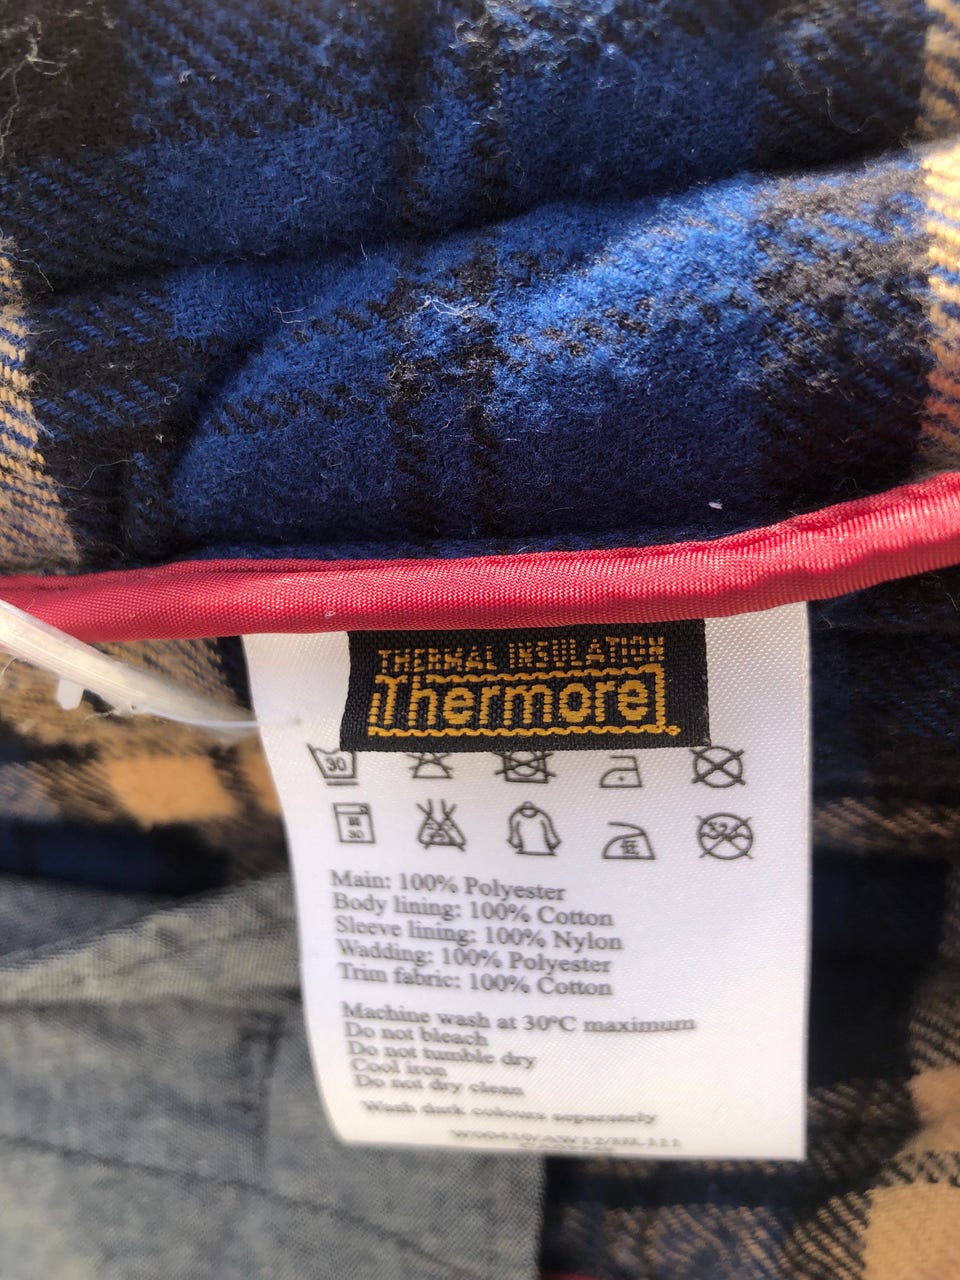 THERMAL INSULATION
Thermore
30
30
Main: 100% Polyester
Body lining: 100% Cotton
Sleeve lining: 100% Nylon
Wadding: 100% Polyester
Trim fabric: 100% Cotton
Machine wash at 30ºC maximum
Do not bleach
Do not tumble dry
Cool iron
Do not dry clean
Wash dark colours separately